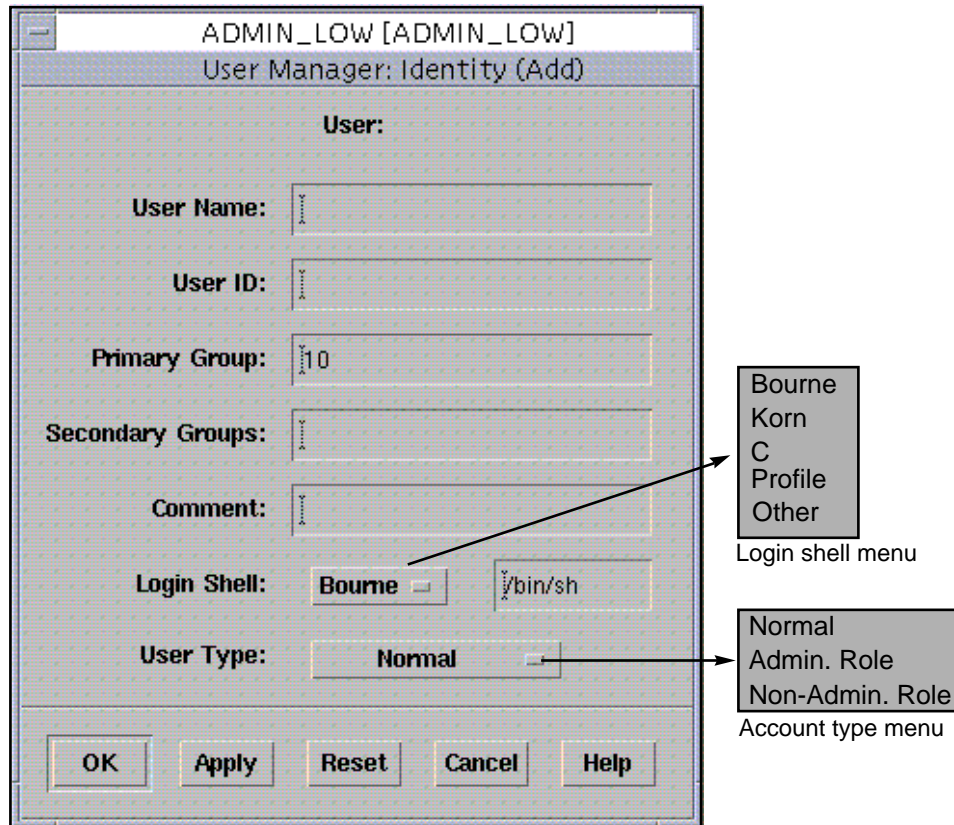 ADMIN_LOW [ADMIN_LOW]
User Manager: Identity (Add)
User:
User Name:
User ID:
Primary Group: 10
Secondary Groups:
Comment:
Login Shell: Bourne /bin/sh
User Type: Normal
OK Apply Reset Cancel Help
Bourne
Korn
C
Profile
Other
Login shell menu
Normal
Admin. Role
Non-Admin. Role
Account type menu